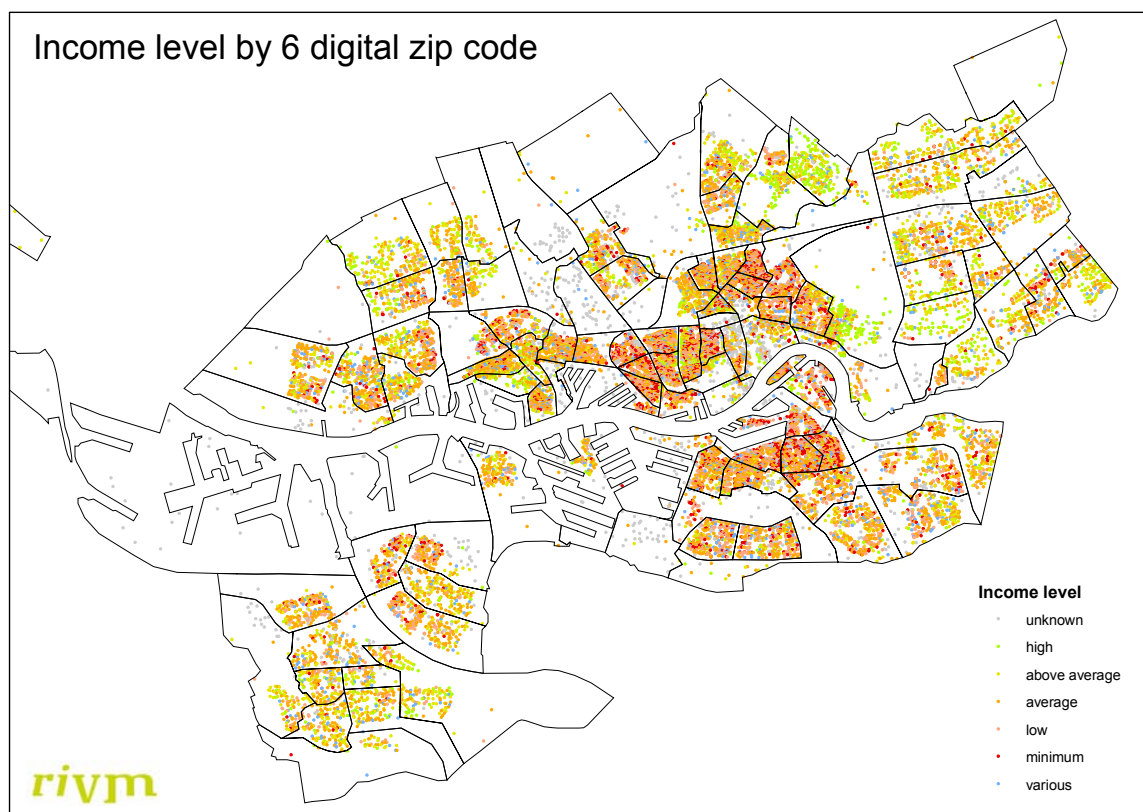 Income level by 6 digital zip code
Income level
unknown
high
above average
average
low
minimum
various
rivm